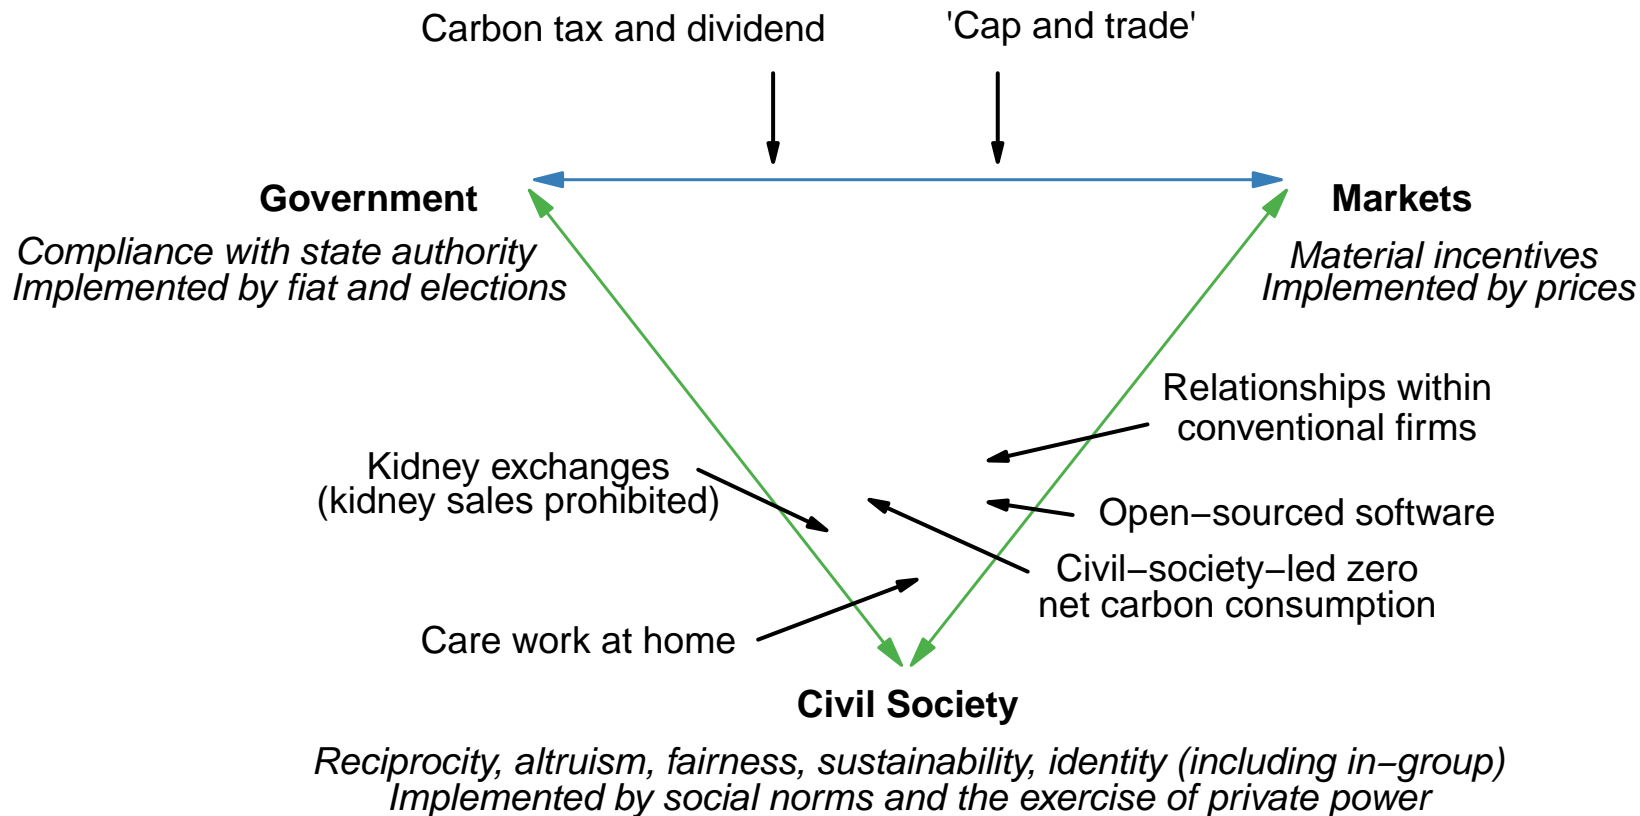 Carbon tax and dividend
'Cap and trade'
Government
Markets
Compliance with state authority
Implemented by fiat and elections
Material incentives
Implemented by prices
Relationships within
conventional firms
Kidney exchanges
(kidney sales prohibited)
Open−sourced software
Civil−society−led zero
net carbon consumption
Care work at home
Civil Society
Reciprocity, altruism, fairness, sustainability, identity (including in−group)
Implemented by social norms and the exercise of private power